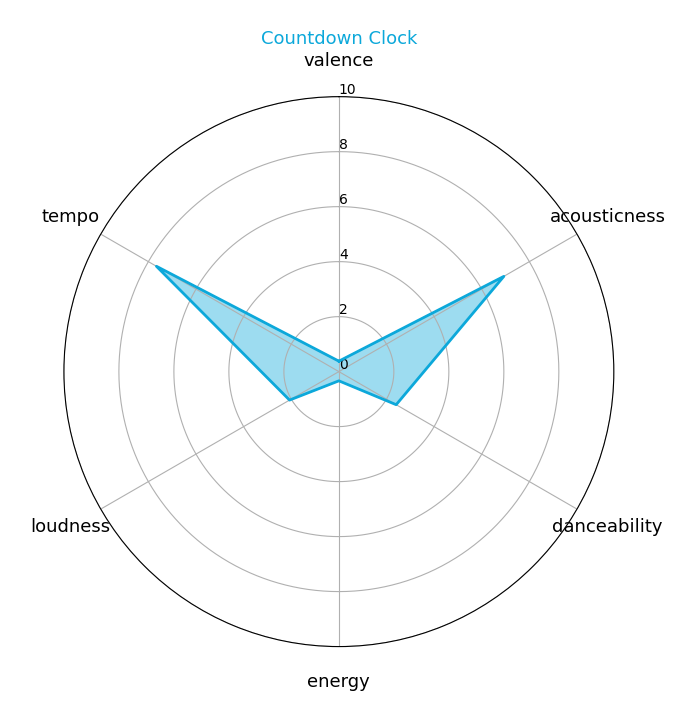 Countdown Clock
valence
10
8
tempo
acousticness
6
4
2
0
loudness
danceability
energy